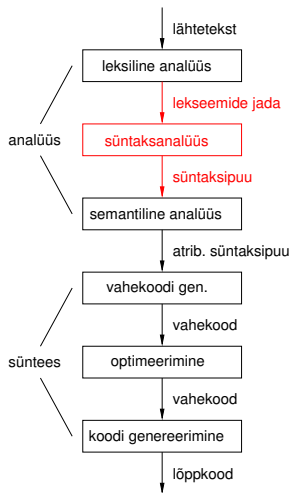 lähtetekst
leksiline analüüs
lekseemide jada
analüüs
süntaksanalüüs
süntaksipuu
semantiline analüüs
atrib. süntaksipuu
vahekoodi gen.
vahekood
süntees
optimeerimine
vahekood
koodi genereerimine
lõppkood